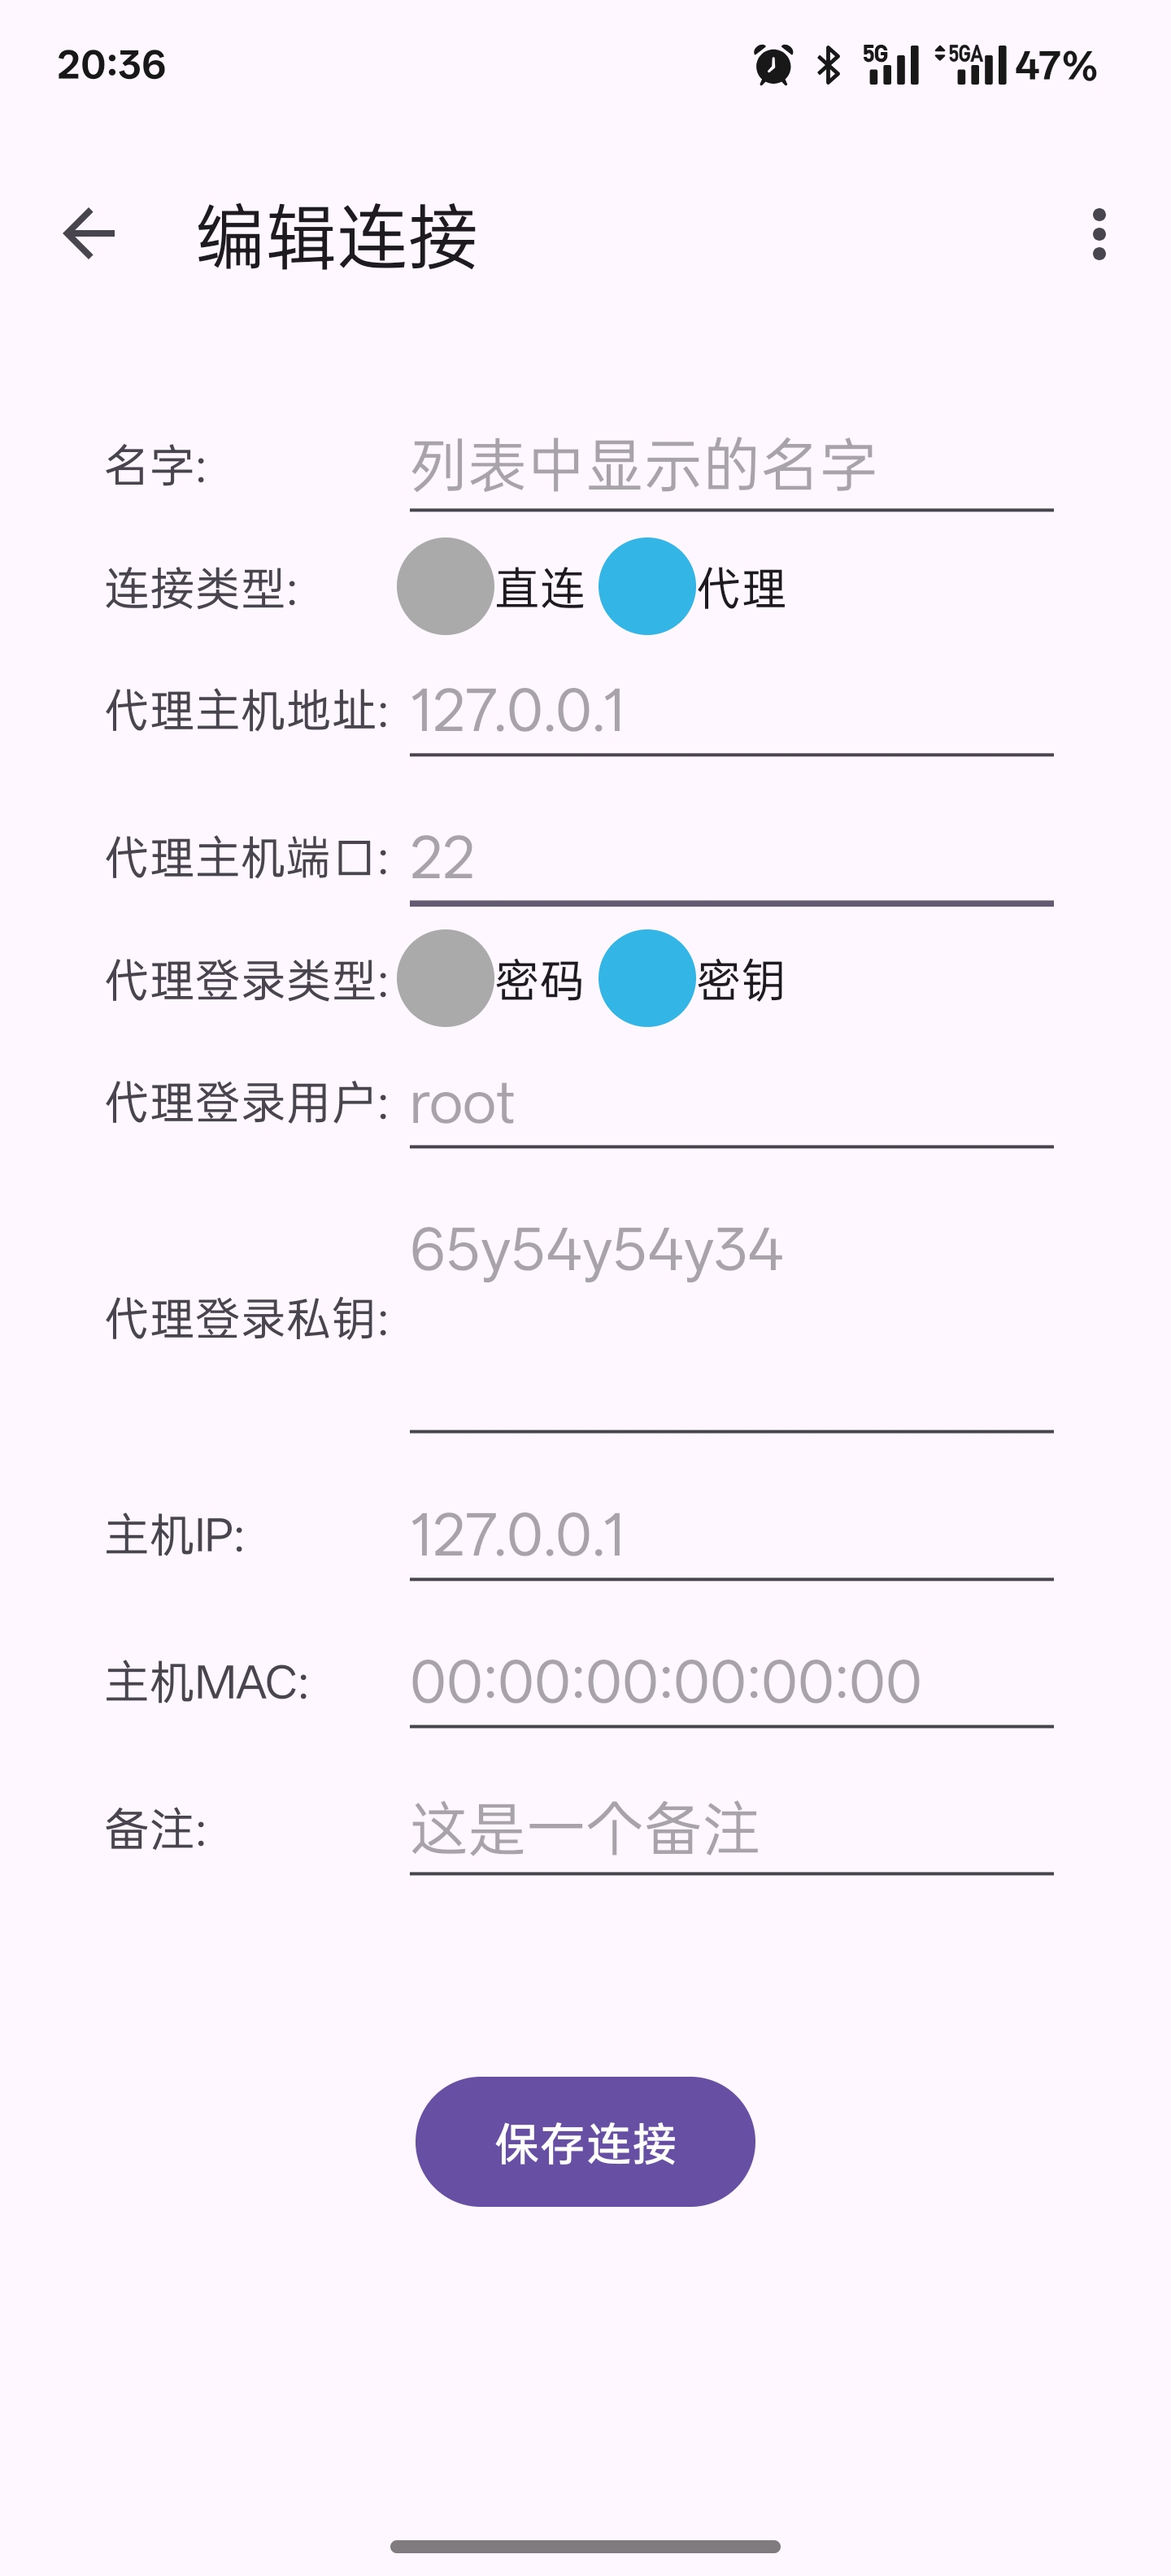 20:36 5G 5GA 47%
编辑连接
名字: 列表中显示的名字
连接类型: 直连 代理
代理主机地址: 127.0.0.1
代理主机端口: 22
代理登录类型: 密码 密钥
代理登录用户: root
65y54y54y34
代理登录私钥:
主机IP: 127.0.0.1
主机MAC: 00:00:00:00:00:00
备注: 这是一个备注
保存连接